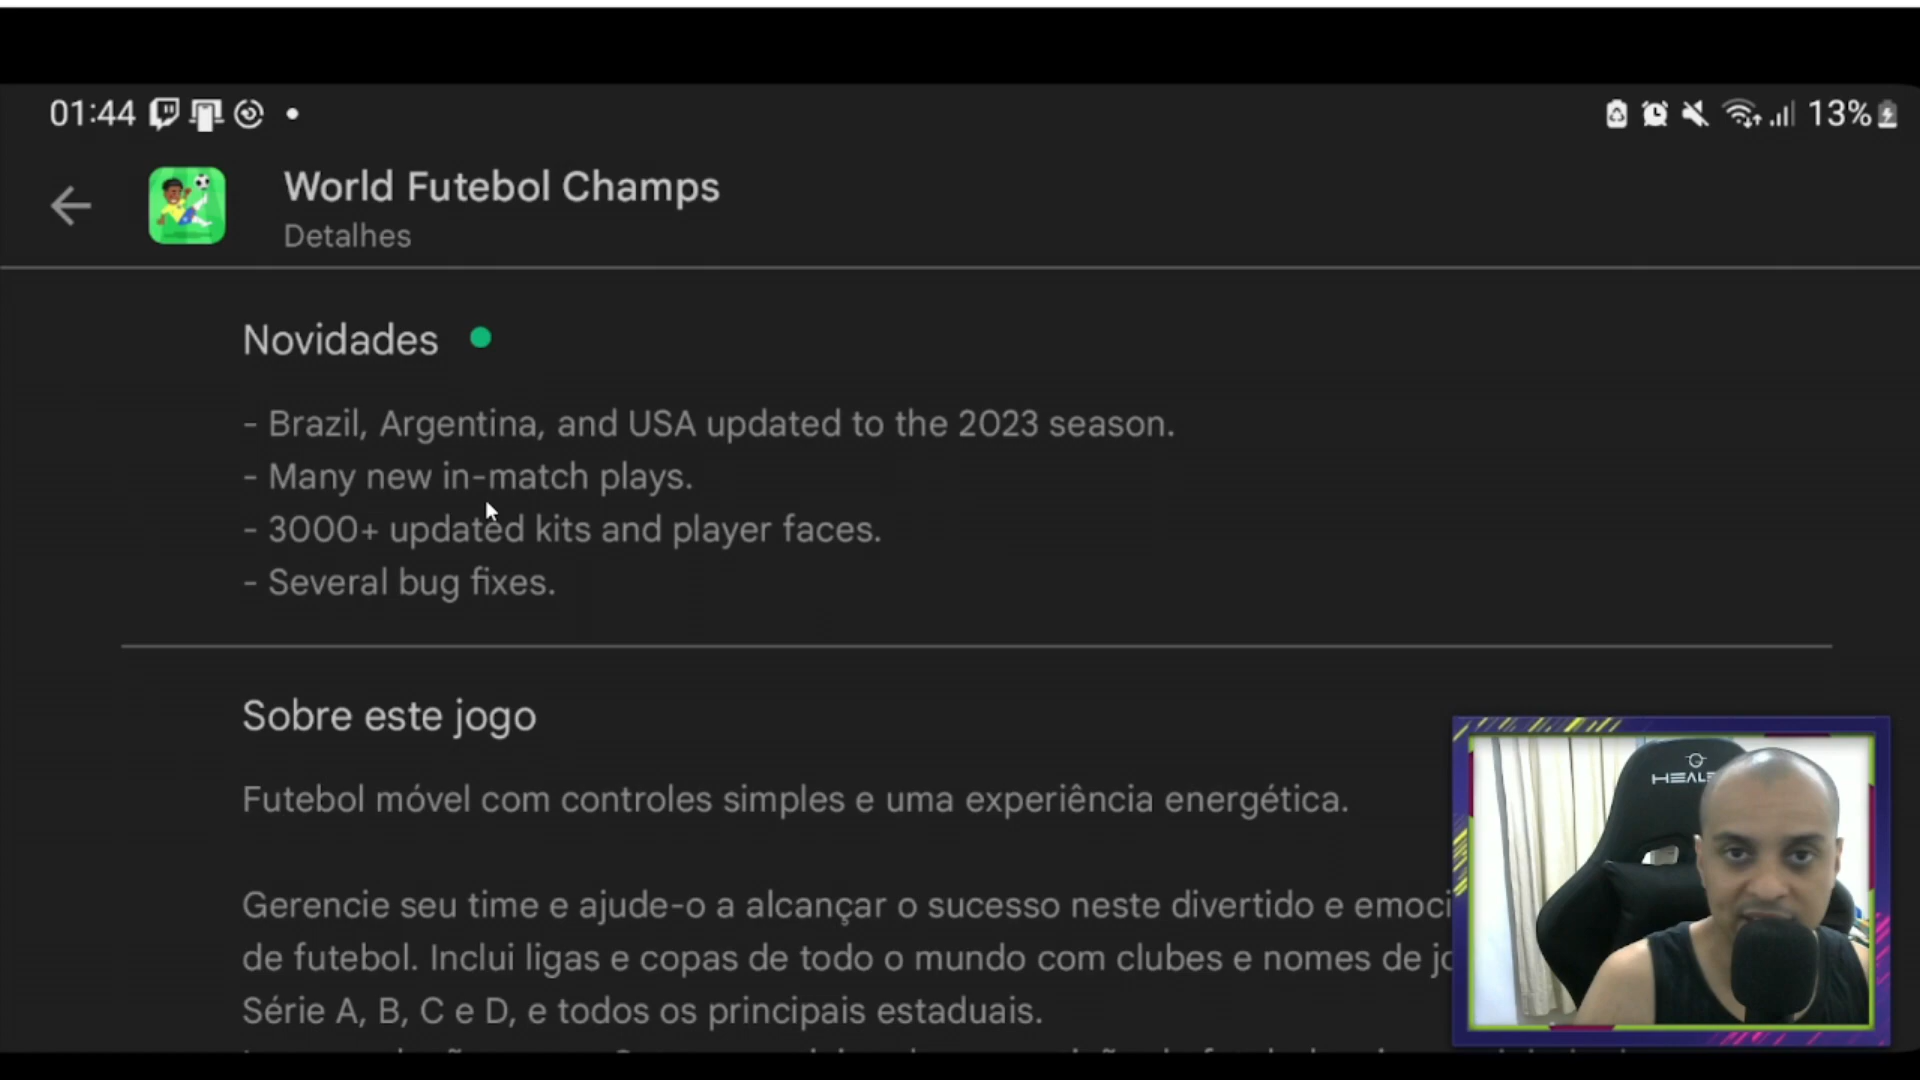 01:44
13%
World Futebol Champs
Detalhes
Novidades
- Brazil, Argentina, and USA updated to the 2023 season.
- Many new in-match plays.
- 3000+ updated kits and player faces.
- Several bug fixes.
Sobre este jogo
Futebol móvel com controles simples e uma experiência energética.
Gerencie seu time e ajude-o a alcançar o sucesso neste divertido e emoci
de futebol. Inclui ligas e copas de todo o mundo com clubes e nomes de jo
Série A, B, C e D, e todos os principais estaduais.
HEALE